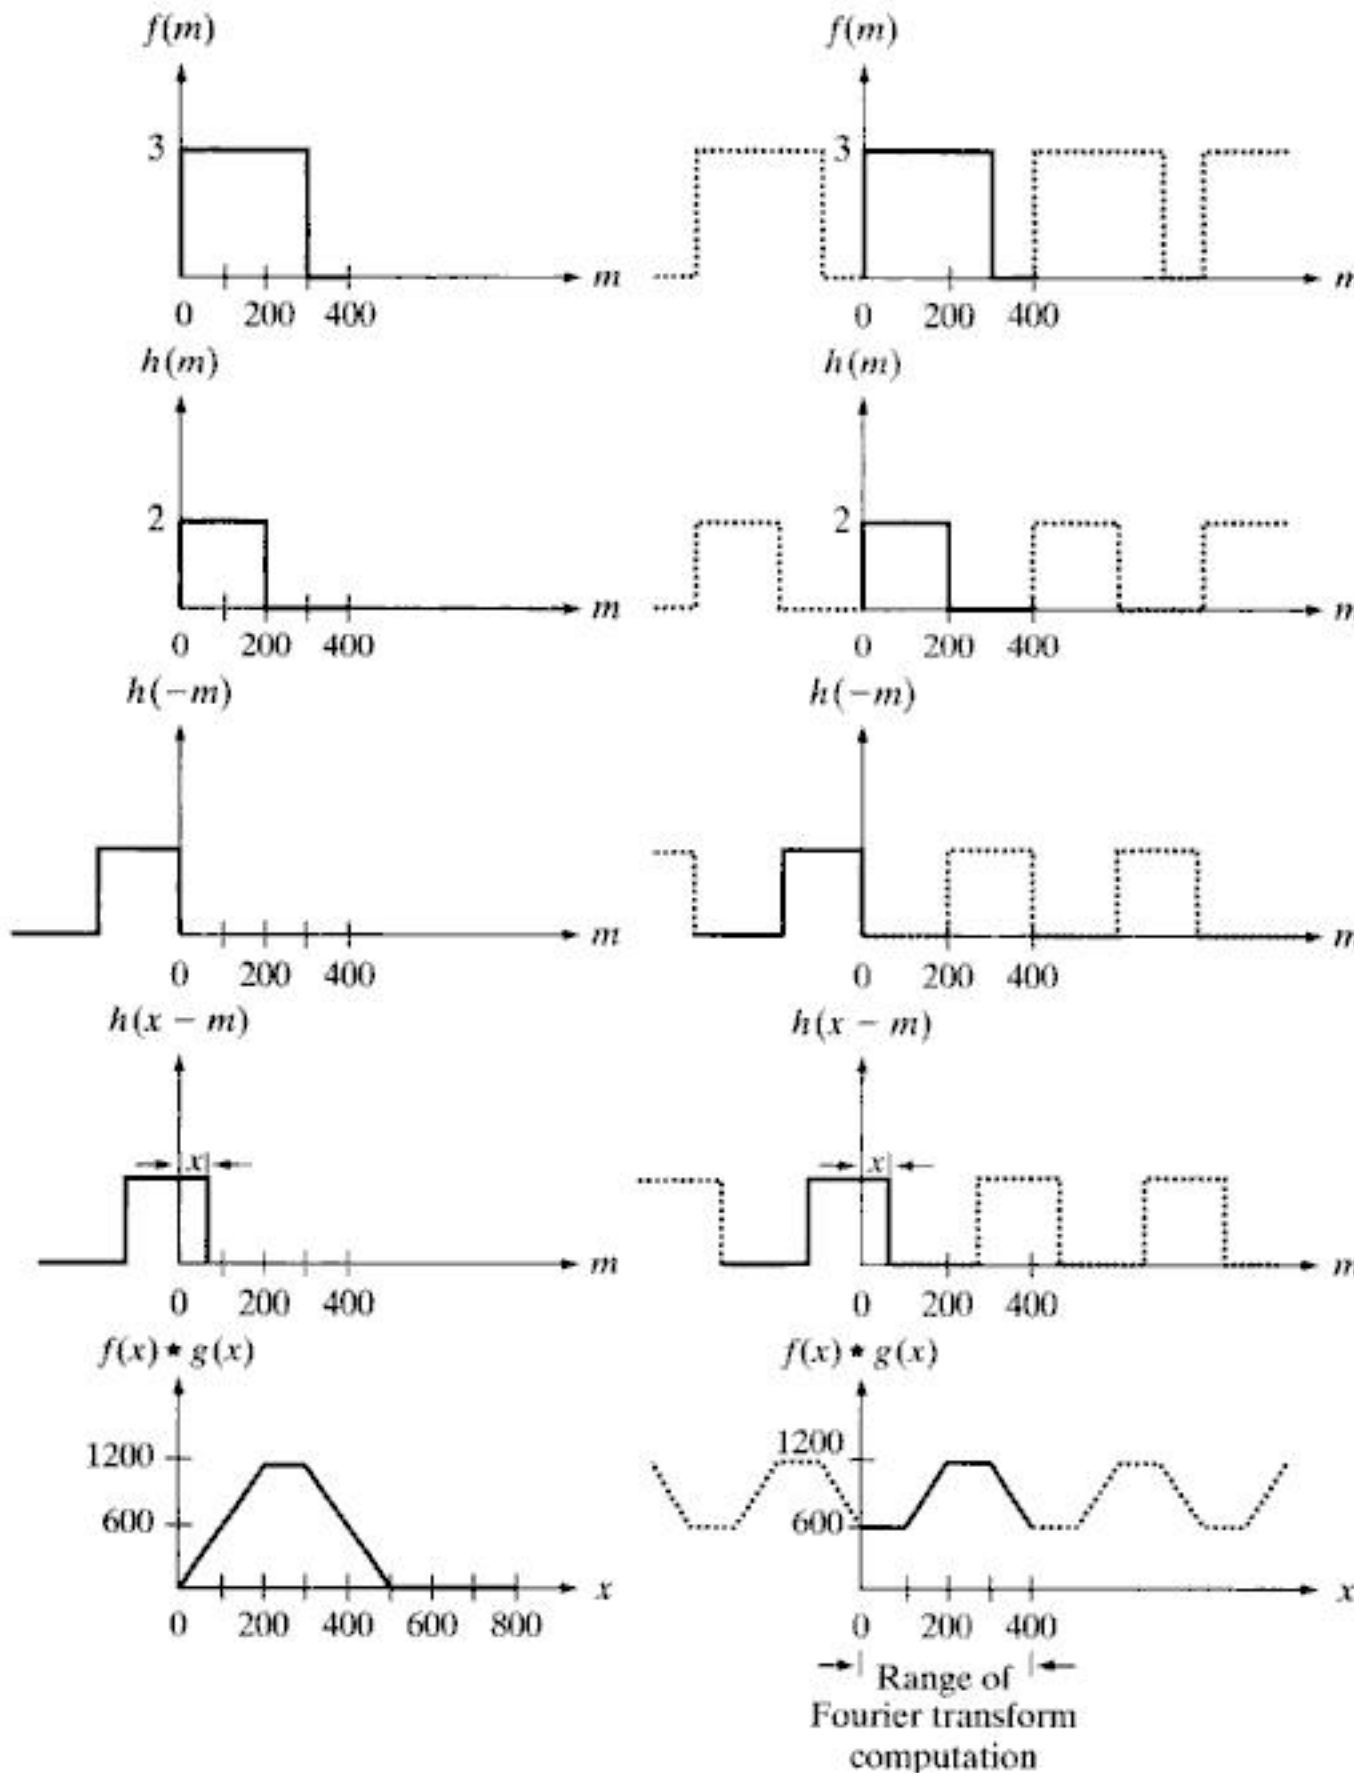 f(m) f(m)
3 3
m m
0 200 400 0 200 400
h(m) h(m)
2 2
m m
0 200 400 0 200 400
h(−m) h(−m)
m m
0 200 400 0 200 400
h(x − m) h(x − m)
x x
m m
0 200 400 0 200 400
f(x) * g(x) f(x) * g(x)
1200 1200
600 600
x x
0 200 400 600 800 0 200 400
Range of
Fourier transform
computation